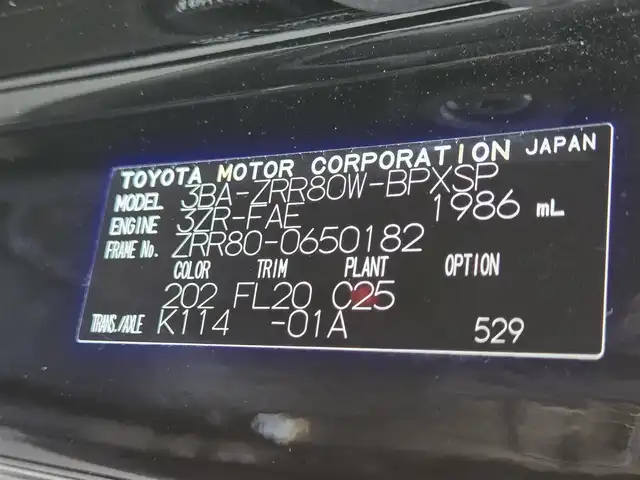 TOYOTA MOTOR CORPORATION JAPAN
MODEL 3BA-ZRR80W-BPXSP
ENGINE 3ZR-FAE 1986 mL
FRAME No. ZRR80-0650182
COLOR TRIM PLANT OPTION
202 FL20 C25
TRANS./AXLE K114 -01A 529